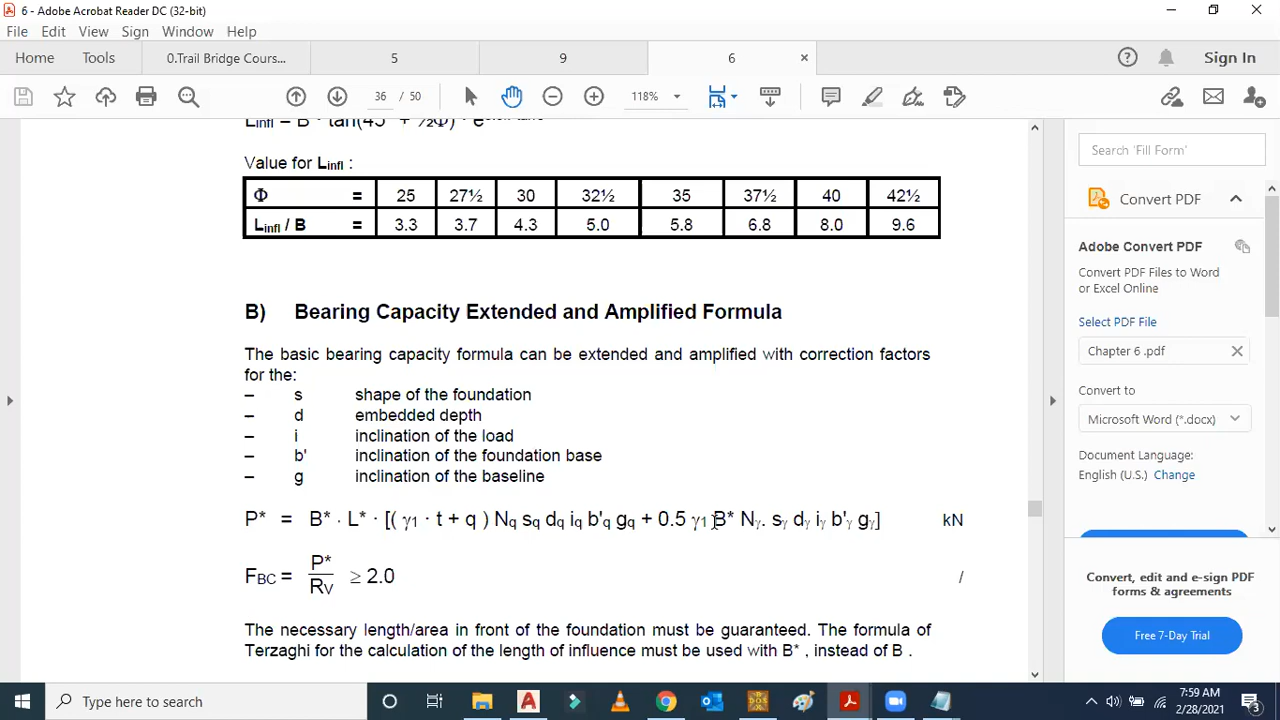 6 - Adobe Acrobat Reader DC (32-bit)
File Edit View Sign Window Help
Home Tools 0.Trail Bridge Cours... 5 9 6 × Sign In
36 / 50 118%
Value for Linfl :
Φ = 25 27½ 30 32½ 35 37½ 40 42½
Linfl / B = 3.3 3.7 4.3 5.0 5.8 6.8 8.0 9.6
B) Bearing Capacity Extended and Amplified Formula
The basic bearing capacity formula can be extended and amplified with correction factors
for the:
– s shape of the foundation
– d embedded depth
– i inclination of the load
– b' inclination of the foundation base
– g inclination of the baseline
P* = B* · L* · [( γ1 · t + q ) Nq sq dq iq b'q gq + 0.5 γ1 B* Nγ. sγ dγ iγ b'γ gγ] kN
FBC = P* / RV ≥ 2.0 /
The necessary length/area in front of the foundation must be guaranteed. The formula of
Terzaghi for the calculation of the length of influence must be used with B* , instead of B .
Search 'Fill Form'
Convert PDF
Adobe Convert PDF
Convert PDF Files to Word
or Excel Online
Select PDF File
Chapter 6 .pdf
Convert to
Microsoft Word (*.docx)
Document Language:
English (U.S.) Change
Convert, edit and e-sign PDF
forms & agreements
Free 7-Day Trial
Type here to search
7:59 AM
2/28/2021
3